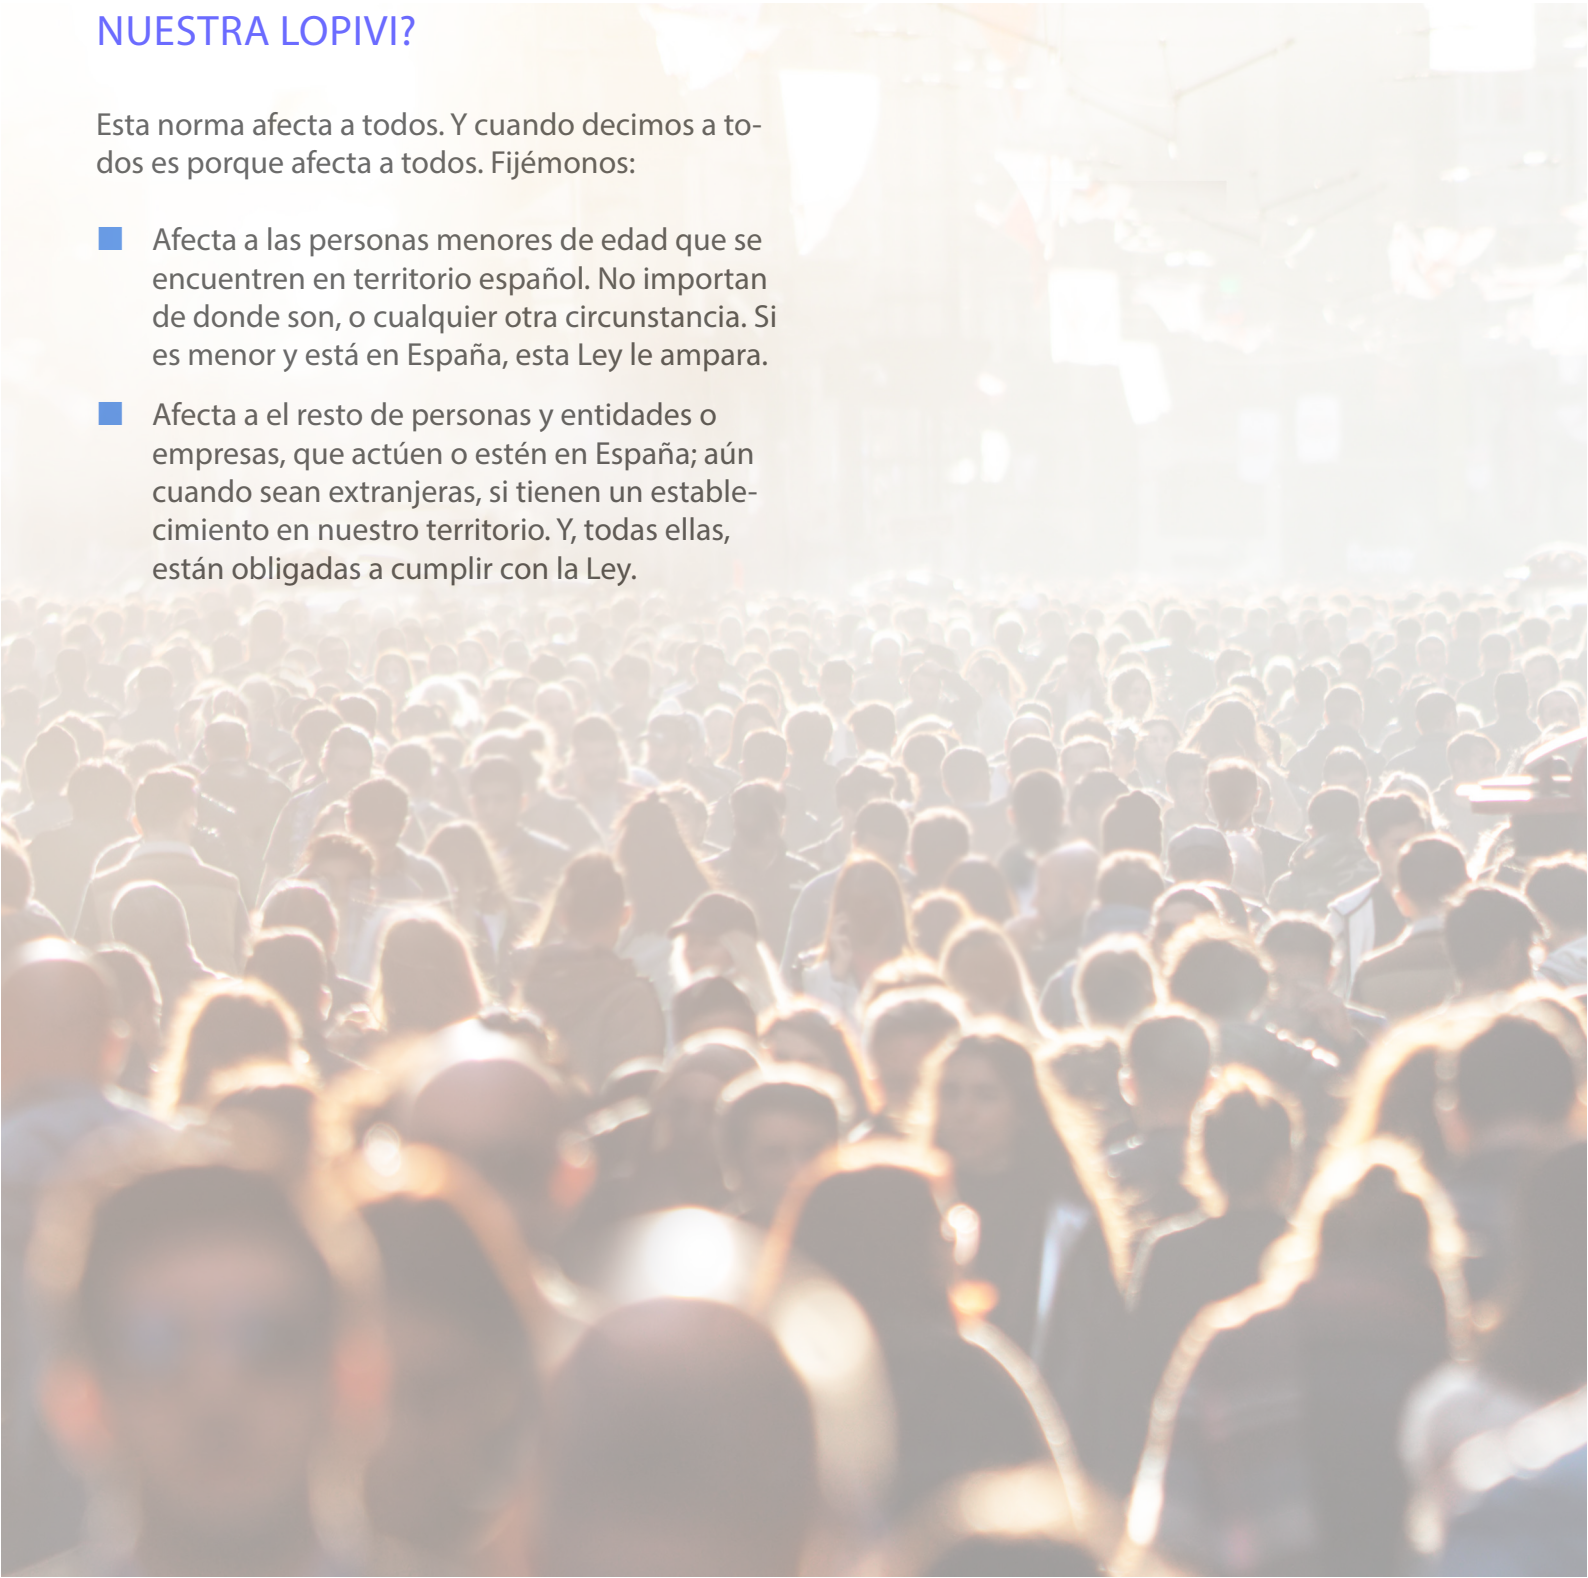 NUESTRA LOPIVI?
Esta norma afecta a todos. Y cuando decimos a to-
dos es porque afecta a todos. Fijémonos:
Afecta a las personas menores de edad que se
encuentren en territorio español. No importan
de donde son, o cualquier otra circunstancia. Si
es menor y está en España, esta Ley le ampara.
Afecta a el resto de personas y entidades o
empresas, que actúen o estén en España; aún
cuando sean extranjeras, si tienen un estable-
cimiento en nuestro territorio. Y, todas ellas,
están obligadas a cumplir con la Ley.